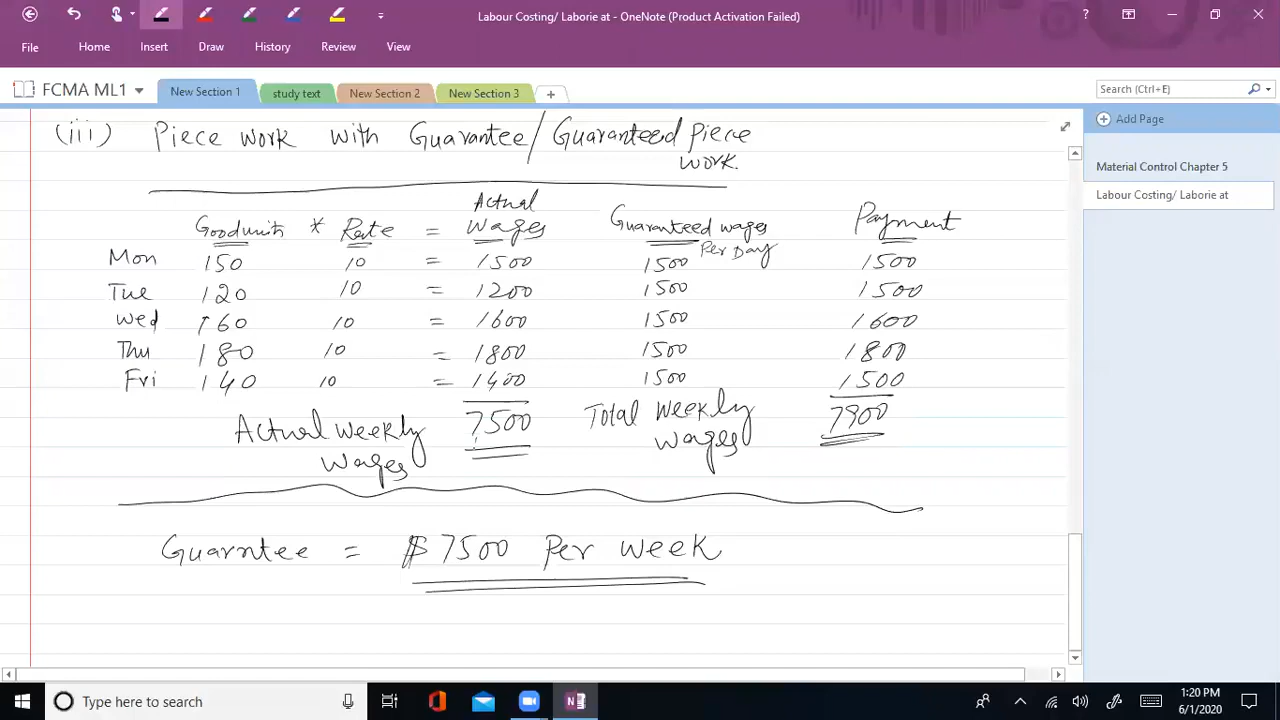 Labour Costing/ Laborie at - OneNote (Product Activation Failed)
File Home Insert Draw History Review View
FCMA ML1 New Section 1 study text New Section 2 New Section 3
Search (Ctrl+E)
Add Page
Material Control Chapter 5
Labour Costing/ Laborie at
(iii) Piece work with Guarantee/Guaranteed piece
work.
Actual
Good units * Rate = Wages Guaranteed wages Payment
Per Day
Mon 150 10 = 1500 1500 1500
Tue 120 10 = 1200 1500 1500
Wed 160 10 = 1600 1500 1600
Thu 180 10 = 1800 1500 1800
Fri 140 10 = 1400 1500 1500
Actual weekly 7500 Total weekly 7900
wages wages
Guarntee = $7500 Per week
Type here to search
1:20 PM
6/1/2020